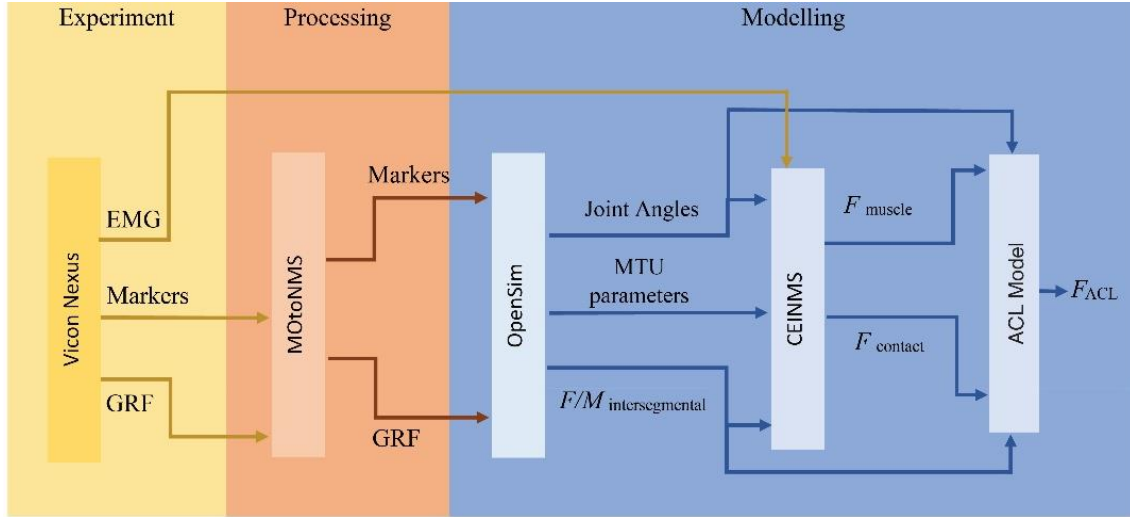 Experiment
Processing
Modelling
Vicon Nexus
EMG
Markers
GRF
MOtoNMS
Markers
GRF
OpenSim
Joint Angles
MTU
parameters
F/M intersegmental
CEINMS
F muscle
F contact
ACL Model
FACL